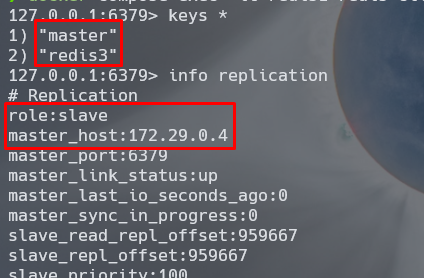 127.0.0.1:6379> keys *
1) "master"
2) "redis3"
127.0.0.1:6379> info replication
# Replication
role:slave
master_host:172.29.0.4
master_port:6379
master_link_status:up
master_last_io_seconds_ago:0
master_sync_in_progress:0
slave_read_repl_offset:959667
slave_repl_offset:959667
slave_priority:100